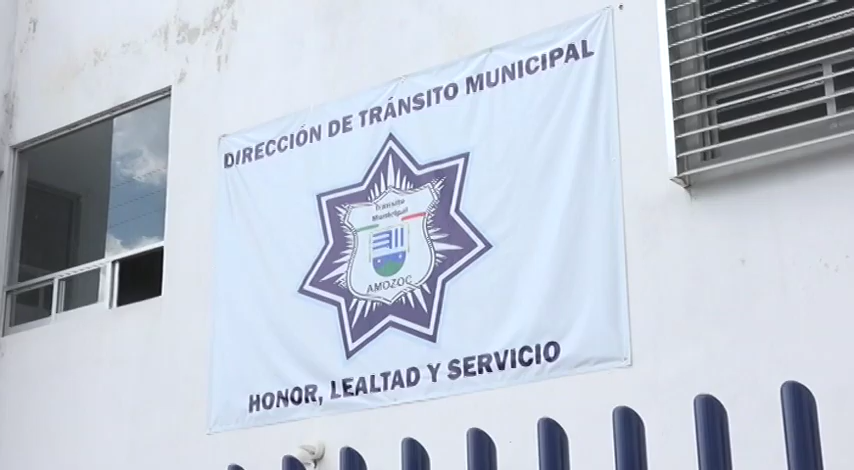 DIRECCIÓN DE TRÁNSITO MUNICIPAL
Tránsito
Municipal
AMOZOC
HONOR, LEALTAD Y SERVICIO